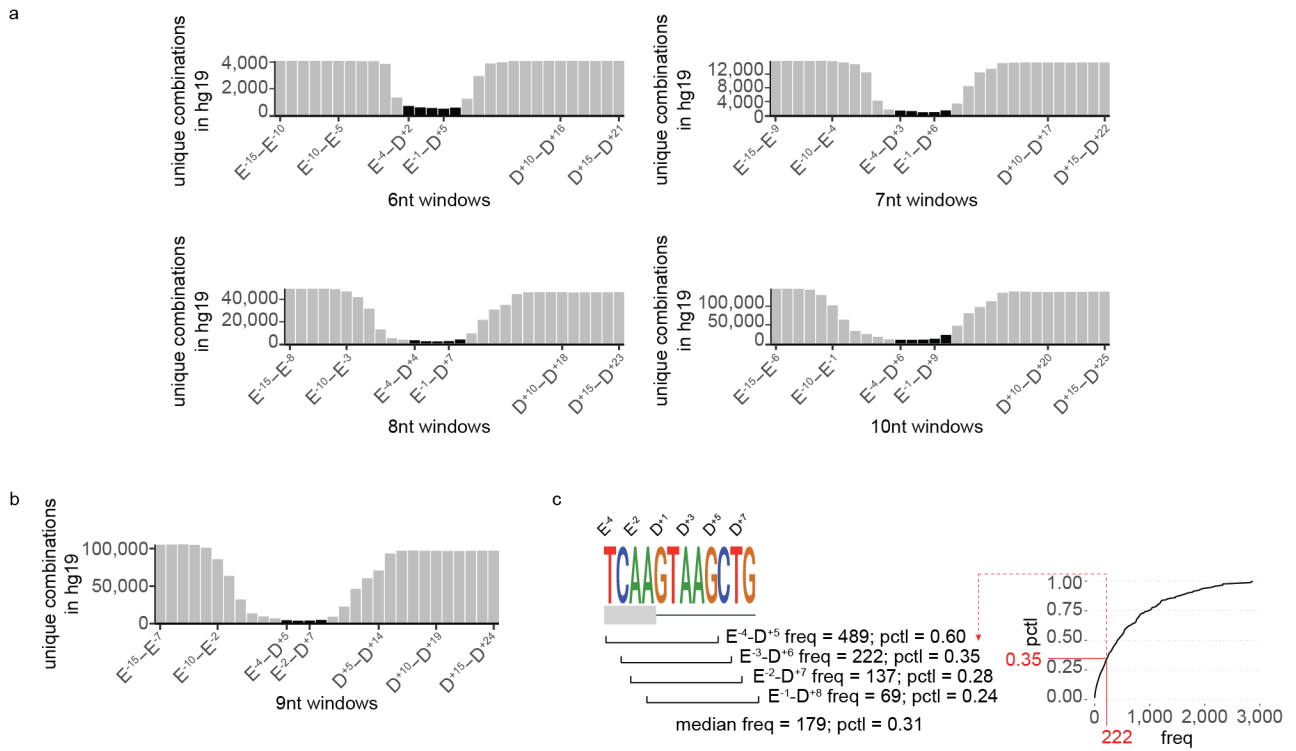 a
unique combinations
in hg19
4,000
2,000
0
E-15–E-10
E-10–E-5
E-4–D+2
E-1–D+5
D+10–D+16
D+15–D+21
6nt windows
unique combinations
in hg19
12,000
8,000
4,000
0
E-15–E-9
E-10–E-4
E-4–D+3
E-1–D+6
D+10–D+17
D+15–D+22
7nt windows
unique combinations
in hg19
40,000
20,000
0
E-15–E-8
E-10–E-3
E-4–D+4
E-1–D+7
D+10–D+18
D+15–D+23
8nt windows
unique combinations
in hg19
100,000
50,000
0
E-15–E-6
E-10–E-1
E-4–D+6
E-1–D+9
D+10–D+20
D+15–D+25
10nt windows
b
unique combinations
in hg19
100,000
50,000
0
E-15–E-7
E-10–E-2
E-4–D+5
E-2–D+7
D+5–D+14
D+10–D+19
D+15–D+24
9nt windows
c
E-4 E-2 D+1 D+3 D+5 D+7
TCAAGTAAGCTG
E-4-D+5 freq = 489; pctl = 0.60
E-3-D+6 freq = 222; pctl = 0.35
E-2-D+7 freq = 137; pctl = 0.28
E-1-D+8 freq = 69; pctl = 0.24
median freq = 179; pctl = 0.31
pctl
1.00
0.75
0.50
0.35
0.25
0.00
0 1,000 2,000 3,000
222
freq